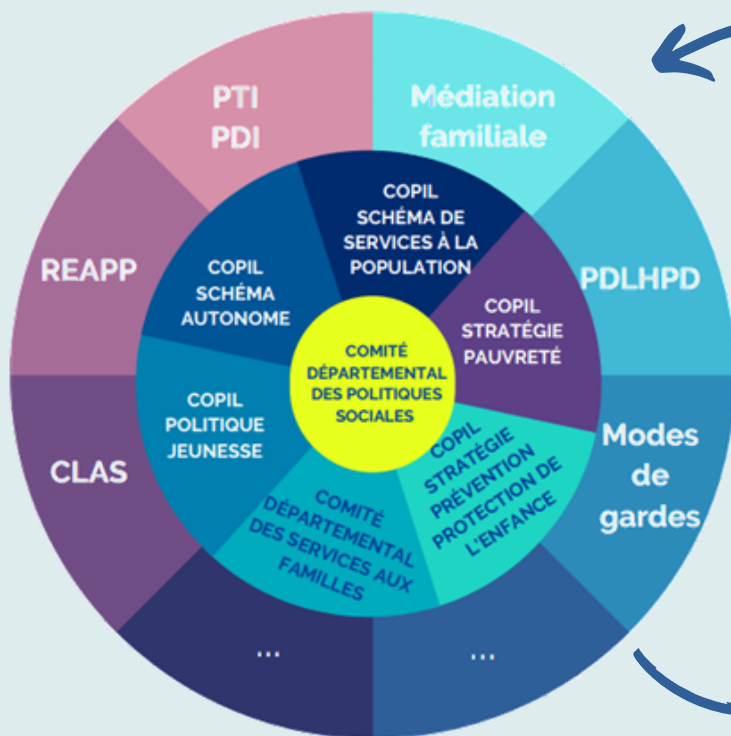 PTI
PDI
Médiation
familiale
PDLHPD
Modes
de
gardes
...
...
CLAS
REAPP
COPIL
SCHÉMA DE
SERVICES À LA
POPULATION
COPIL
STRATÉGIE
PAUVRETÉ
COPIL
STRATÉGIE
PRÉVENTION
PROTECTION DE
L'ENFANCE
COMITÉ
DÉPARTEMENTAL
DES SERVICES AUX
FAMILLES
COPIL
POLITIQUE
JEUNESSE
COPIL
SCHÉMA
AUTONOME
COMITÉ
DÉPARTEMENTAL
DES POLITIQUES
SOCIALES